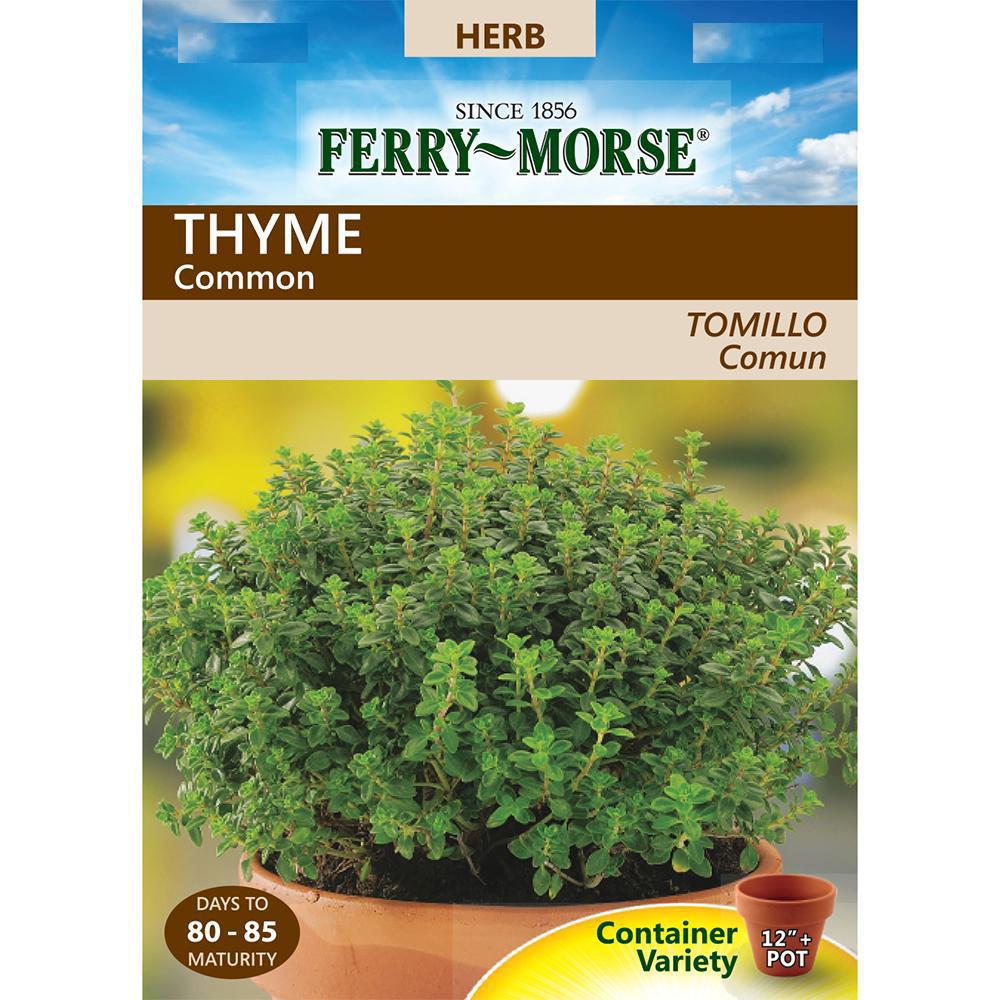 HERB
SINCE 1856
FERRY~MORSE®
THYME
Common
TOMILLO
Comun
DAYS TO
80 - 85
MATURITY
Container
Variety
12"+
POT